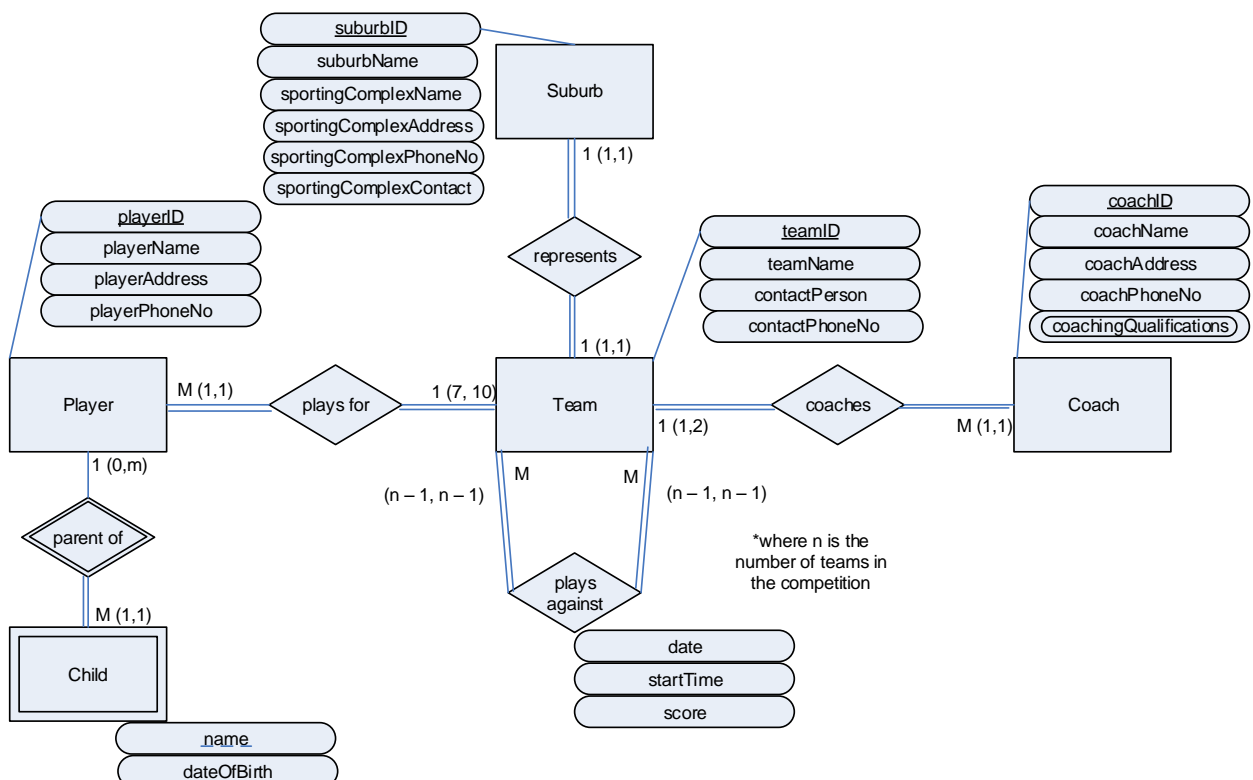 suburbID
suburbName
sportingComplexName
sportingComplexAddress
sportingComplexPhoneNo
sportingComplexContact
Suburb
1 (1,1)
playerID
playerName
playerAddress
playerPhoneNo
represents
teamID
teamName
contactPerson
contactPhoneNo
coachID
coachName
coachAddress
coachPhoneNo
coachingQualifications
1 (1,1)
Player
M (1,1)
plays for
1 (7, 10)
Team
1 (1,2)
coaches
M (1,1)
Coach
1 (0,m)
M
M
(n – 1, n – 1)
(n – 1, n – 1)
parent of
*where n is the
number of teams in
the competition
plays
against
M (1,1)
date
startTime
score
Child
name
dateOfBirth